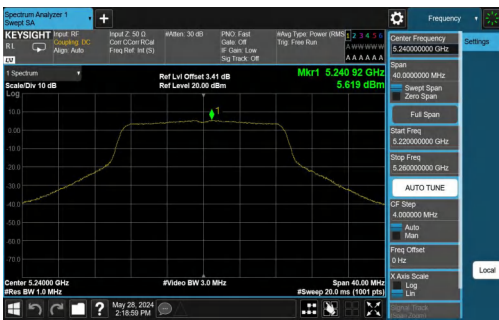 Spectrum Analyzer 1
Swept SA
+
Frequency
KEYSIGHT
RL
LV
Input: RF
Coupling: DC
Align: Auto
Input Z: 50 Ω
Corr CCorr RCal
Freq Ref: Int (S)
#Atten: 30 dB
PNO: Fast
Gate: Off
IF Gain: Low
Sig Track: Off
#Avg Type: Power (RMS
Trig: Free Run
1 2 3 4 5 6
A W W W W W
A A A A A A
1 Spectrum
Scale/Div 10 dB
Log
Ref Lvl Offset 3.41 dB
Ref Level 20.00 dBm
Mkr1 5.240 92 GHz
5.619 dBm
1
10.0
0.00
-10.0
-20.0
-30.0
-40.0
-50.0
-60.0
-70.0
Center 5.24000 GHz
#Res BW 1.0 MHz
#Video BW 3.0 MHz
Span 40.00 MHz
#Sweep 20.0 ms (1001 pts)
Center Frequency
5.240000000 GHz
Span
40.0000000 MHz
Swept Span
Zero Span
Full Span
Start Freq
5.220000000 GHz
Stop Freq
5.260000000 GHz
AUTO TUNE
CF Step
4.000000 MHz
Auto
Man
Freq Offset
0 Hz
X Axis Scale
Log
Lin
Signal Track
Settings
Local
?
May 28, 2024
2:18:59 PM